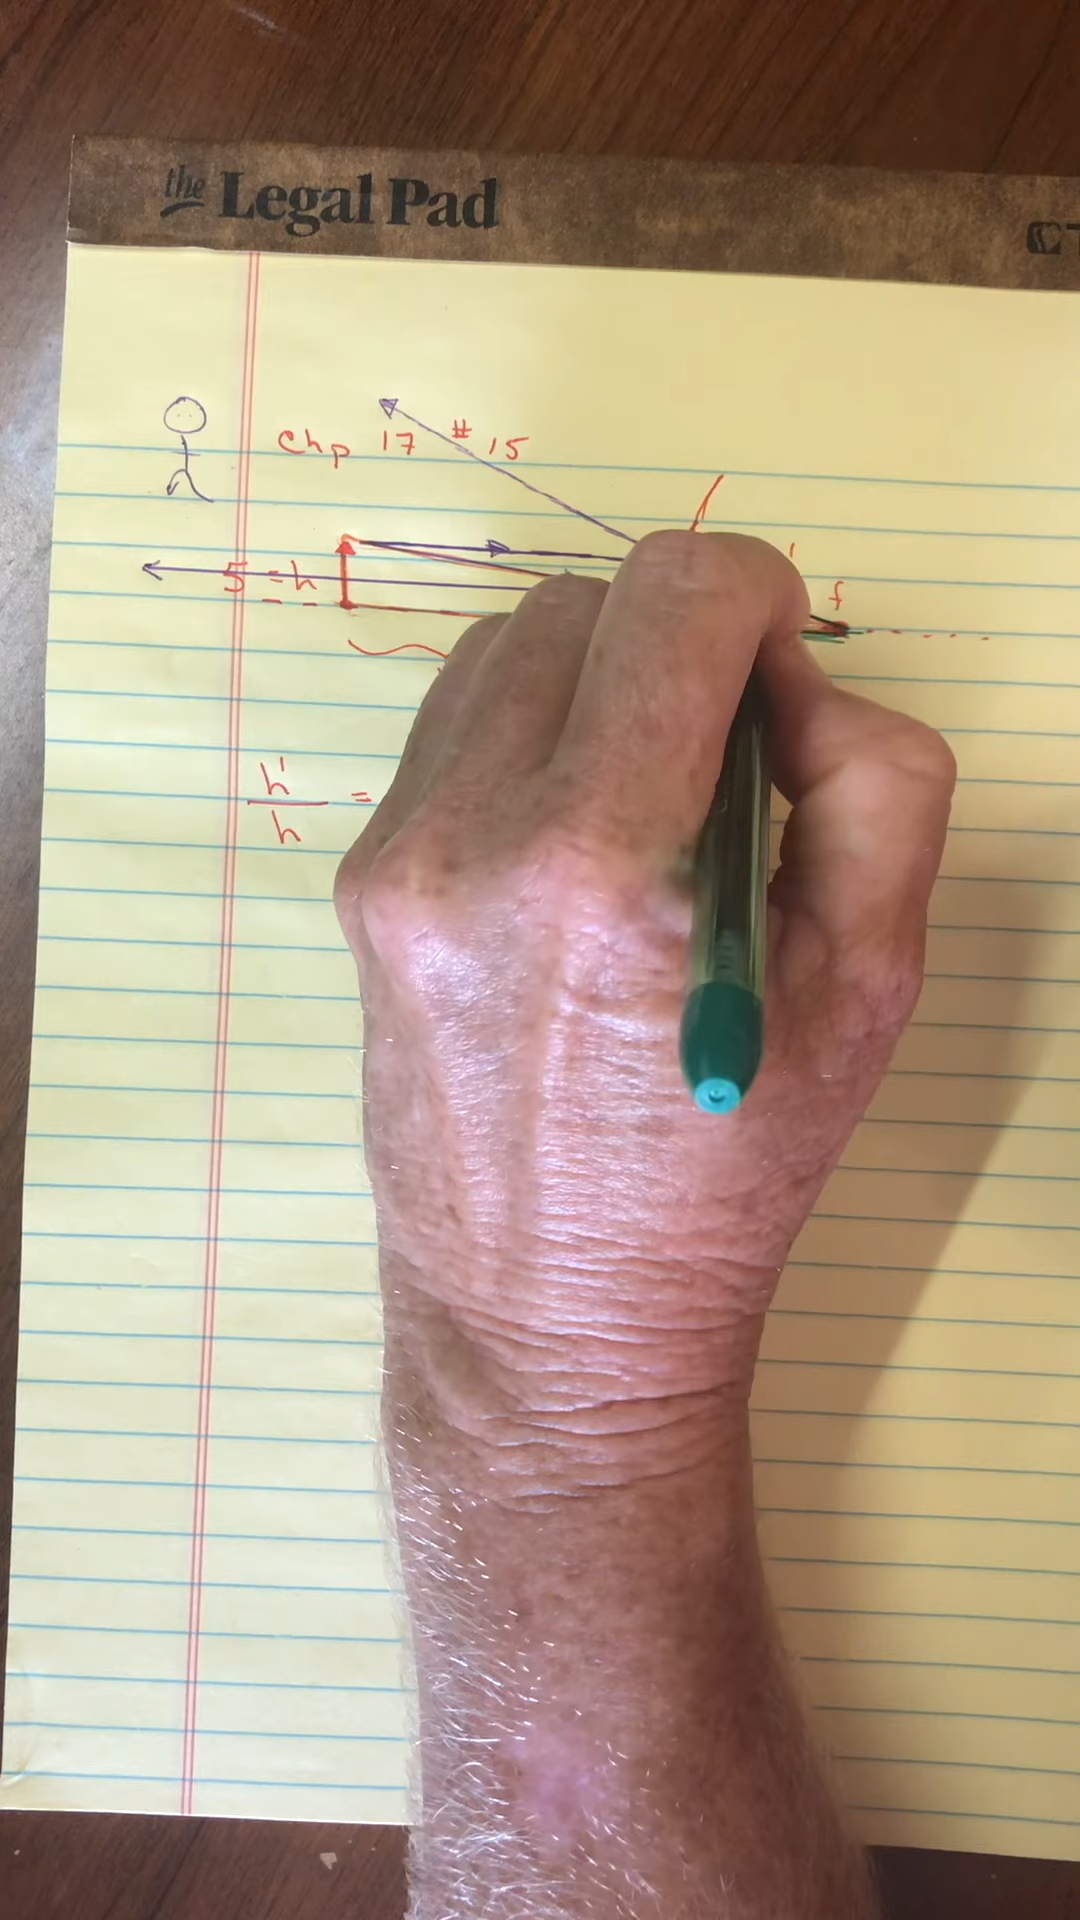 the Legal Pad
Chp 17 # 15
5 = h
f
h'
h =